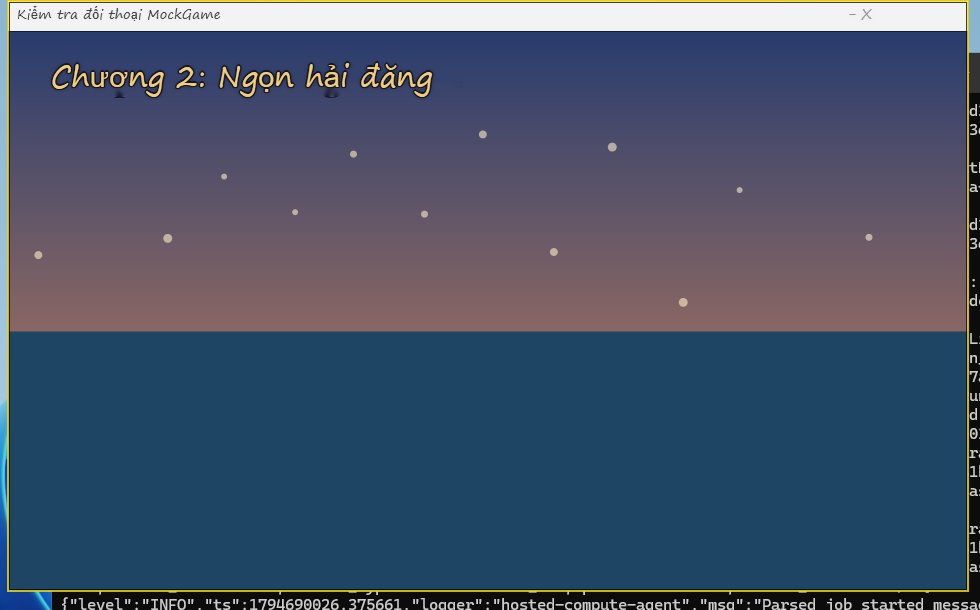 Kiểm tra đối thoại MockGame
- X
Chương 2: Ngọn hải đăng
{"level":"INFO","ts":1794690026.375661,"logger":"hosted-compute-agent","msg":"Parsed job started mess